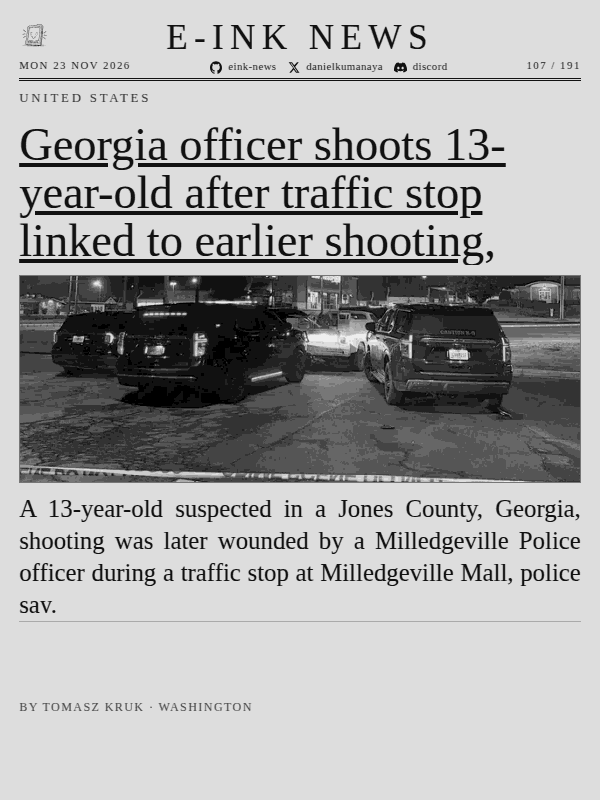 E-INK NEWS
MON 23 NOV 2026
eink-news
danielkumanaya
discord
107 / 191
UNITED STATES
Georgia officer shoots 13-
year-old after traffic stop
linked to earlier shooting,
A 13-year-old suspected in a Jones County, Georgia,
shooting was later wounded by a Milledgeville Police
officer during a traffic stop at Milledgeville Mall, police
say.
BY TOMASZ KRUK · WASHINGTON